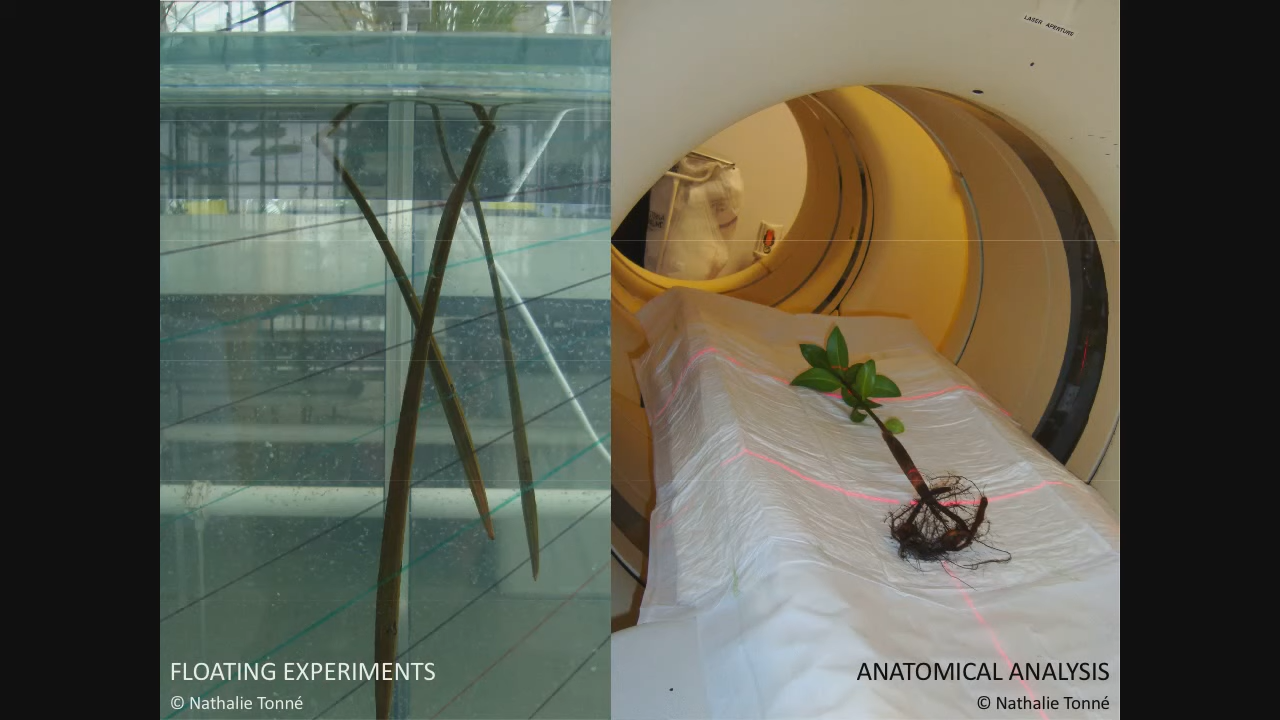 LASER APERTURE
FLOATING EXPERIMENTS
© Nathalie Tonné
ANATOMICAL ANALYSIS
© Nathalie Tonné